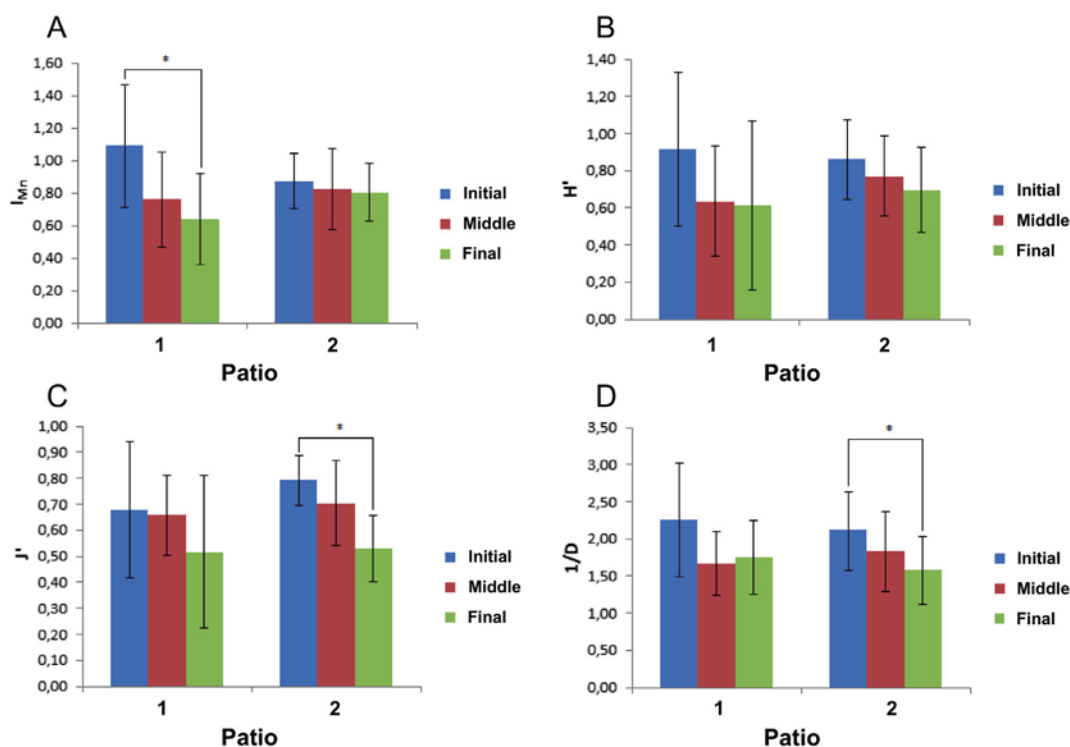 A
1,60
1,40
1,20
1,00
0,80
0,60
0,40
0,20
0,00
I_Mn
*
1 2
Patio
Initial
Middle
Final
B
1,40
1,20
1,00
0,80
0,60
0,40
0,20
0,00
H'
1 2
Patio
Initial
Middle
Final
C
1,00
0,90
0,80
0,70
0,60
0,50
0,40
0,30
0,20
0,10
0,00
J'
*
1 2
Patio
Initial
Middle
Final
D
3,50
3,00
2,50
2,00
1,50
1,00
0,50
0,00
1/D
*
1 2
Patio
Initial
Middle
Final